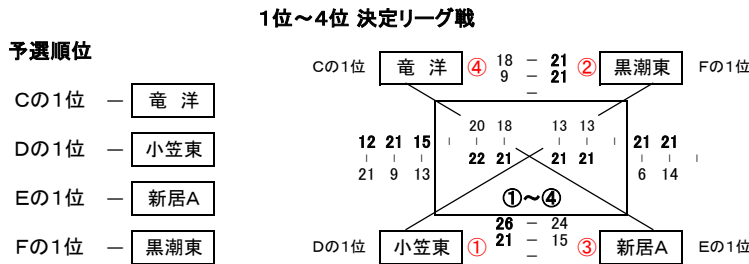 1位～4位 決定リーグ戦
予選順位
Cの1位 － 竜 洋
Dの1位 － 小笠東
Eの1位 － 新居A
Fの1位 － 黒潮東
Cの1位 竜 洋 ④ 18 － 21 ② 黒潮東 Fの1位
9 － 21
－
20 18 13 13
12 21 15 21 21
22 21 21 21
21 9 13 6 14
①～④
26 － 24
Dの1位 小笠東 ① 21 － 15 ③ 新居A Eの1位
－